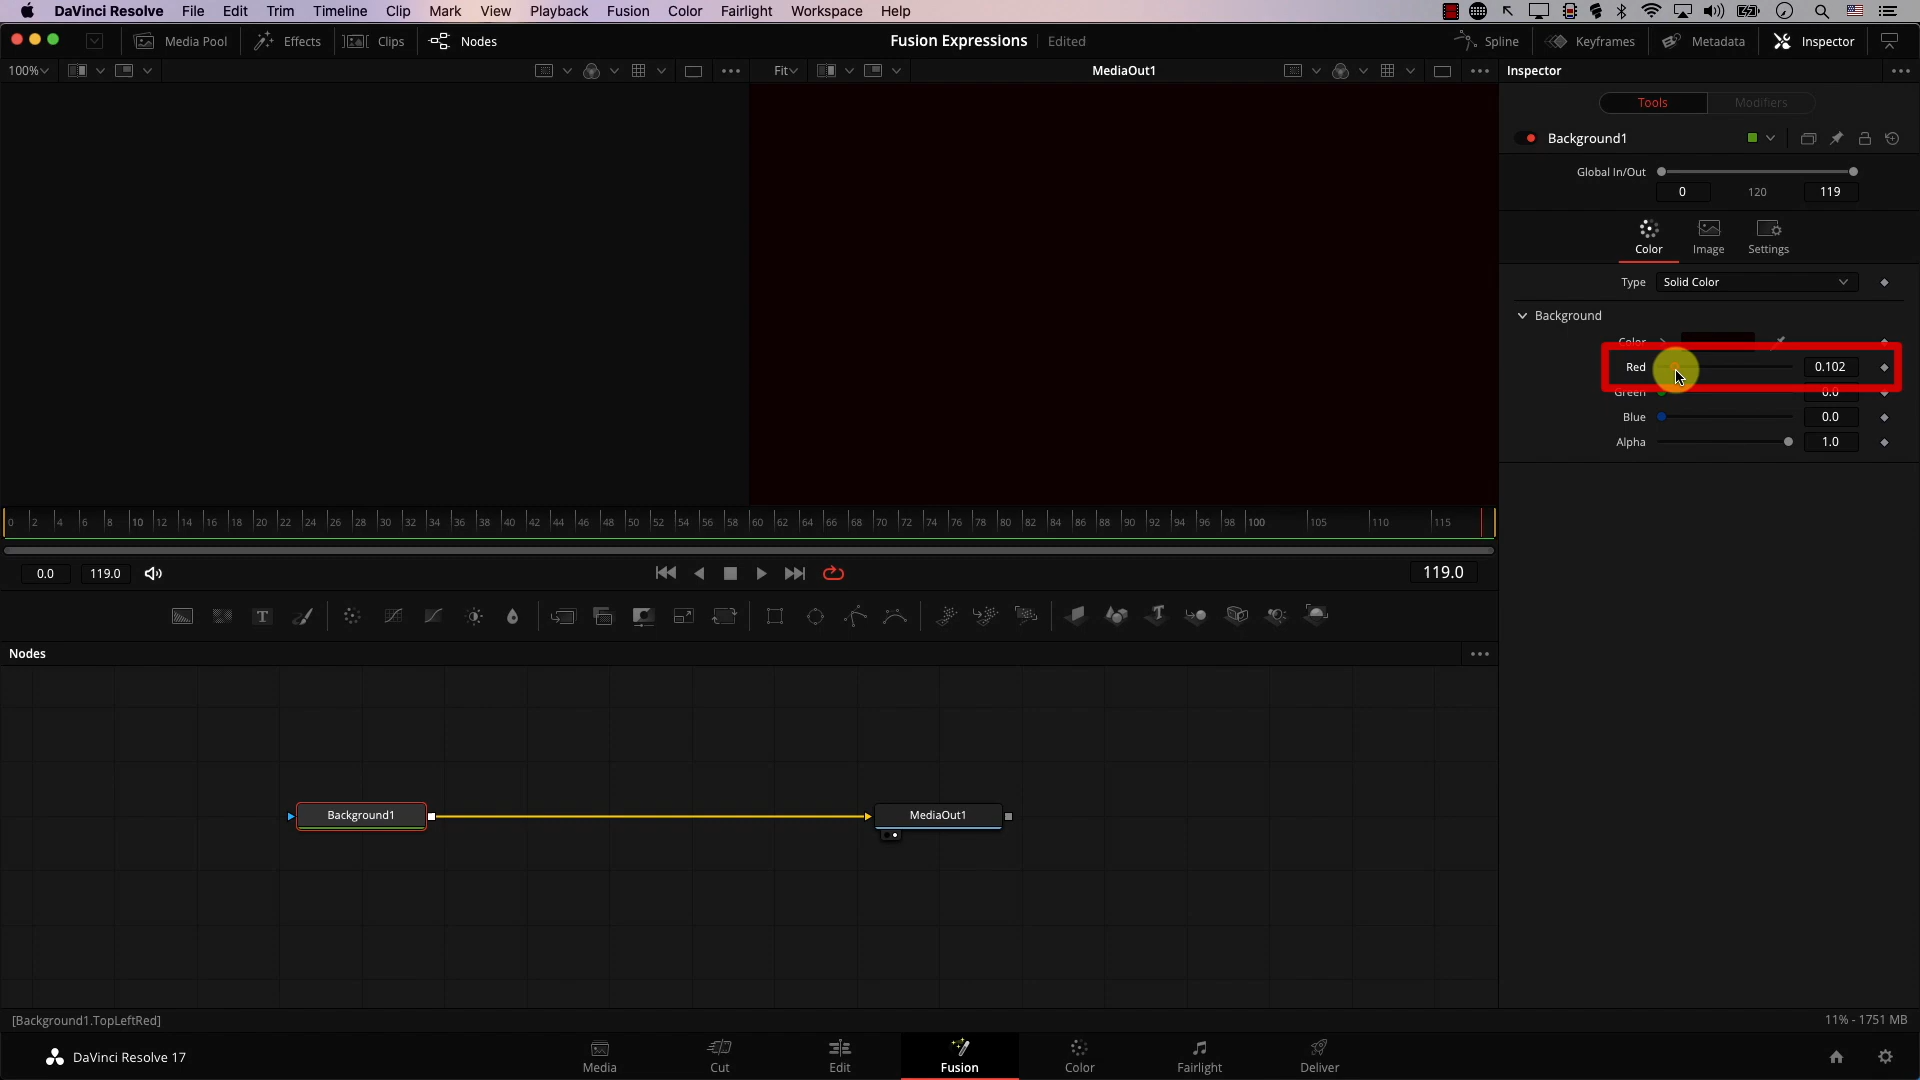 DaVinci Resolve File Edit Trim Timeline Clip Mark View Playback Fusion Color Fairlight Workspace Help
Media Pool Effects Clips Nodes Fusion Expressions Edited Spline Keyframes Metadata Inspector
100% Fit MediaOut1 Inspector
Tools Modifiers
Background1
Global In/Out
0 120 119
Color Image Settings
Type Solid Color
Background
Color
Red 0.102
Green 0.0
Blue 0.0
Alpha 1.0
0 2 4 6 8 10 12 14 16 18 20 22 24 26 28 30 32 34 36 38 40 42 44 46 48 50 52 54 56 58 60 62 64 66 68 70 72 74 76 78 80 82 84 86 88 90 92 94 96 98 100 105 110 115
0.0 119.0 119.0
Nodes
Background1 MediaOut1
[Background1.TopLeftRed] 11% - 1751 MB
DaVinci Resolve 17 Media Cut Edit Fusion Color Fairlight Deliver